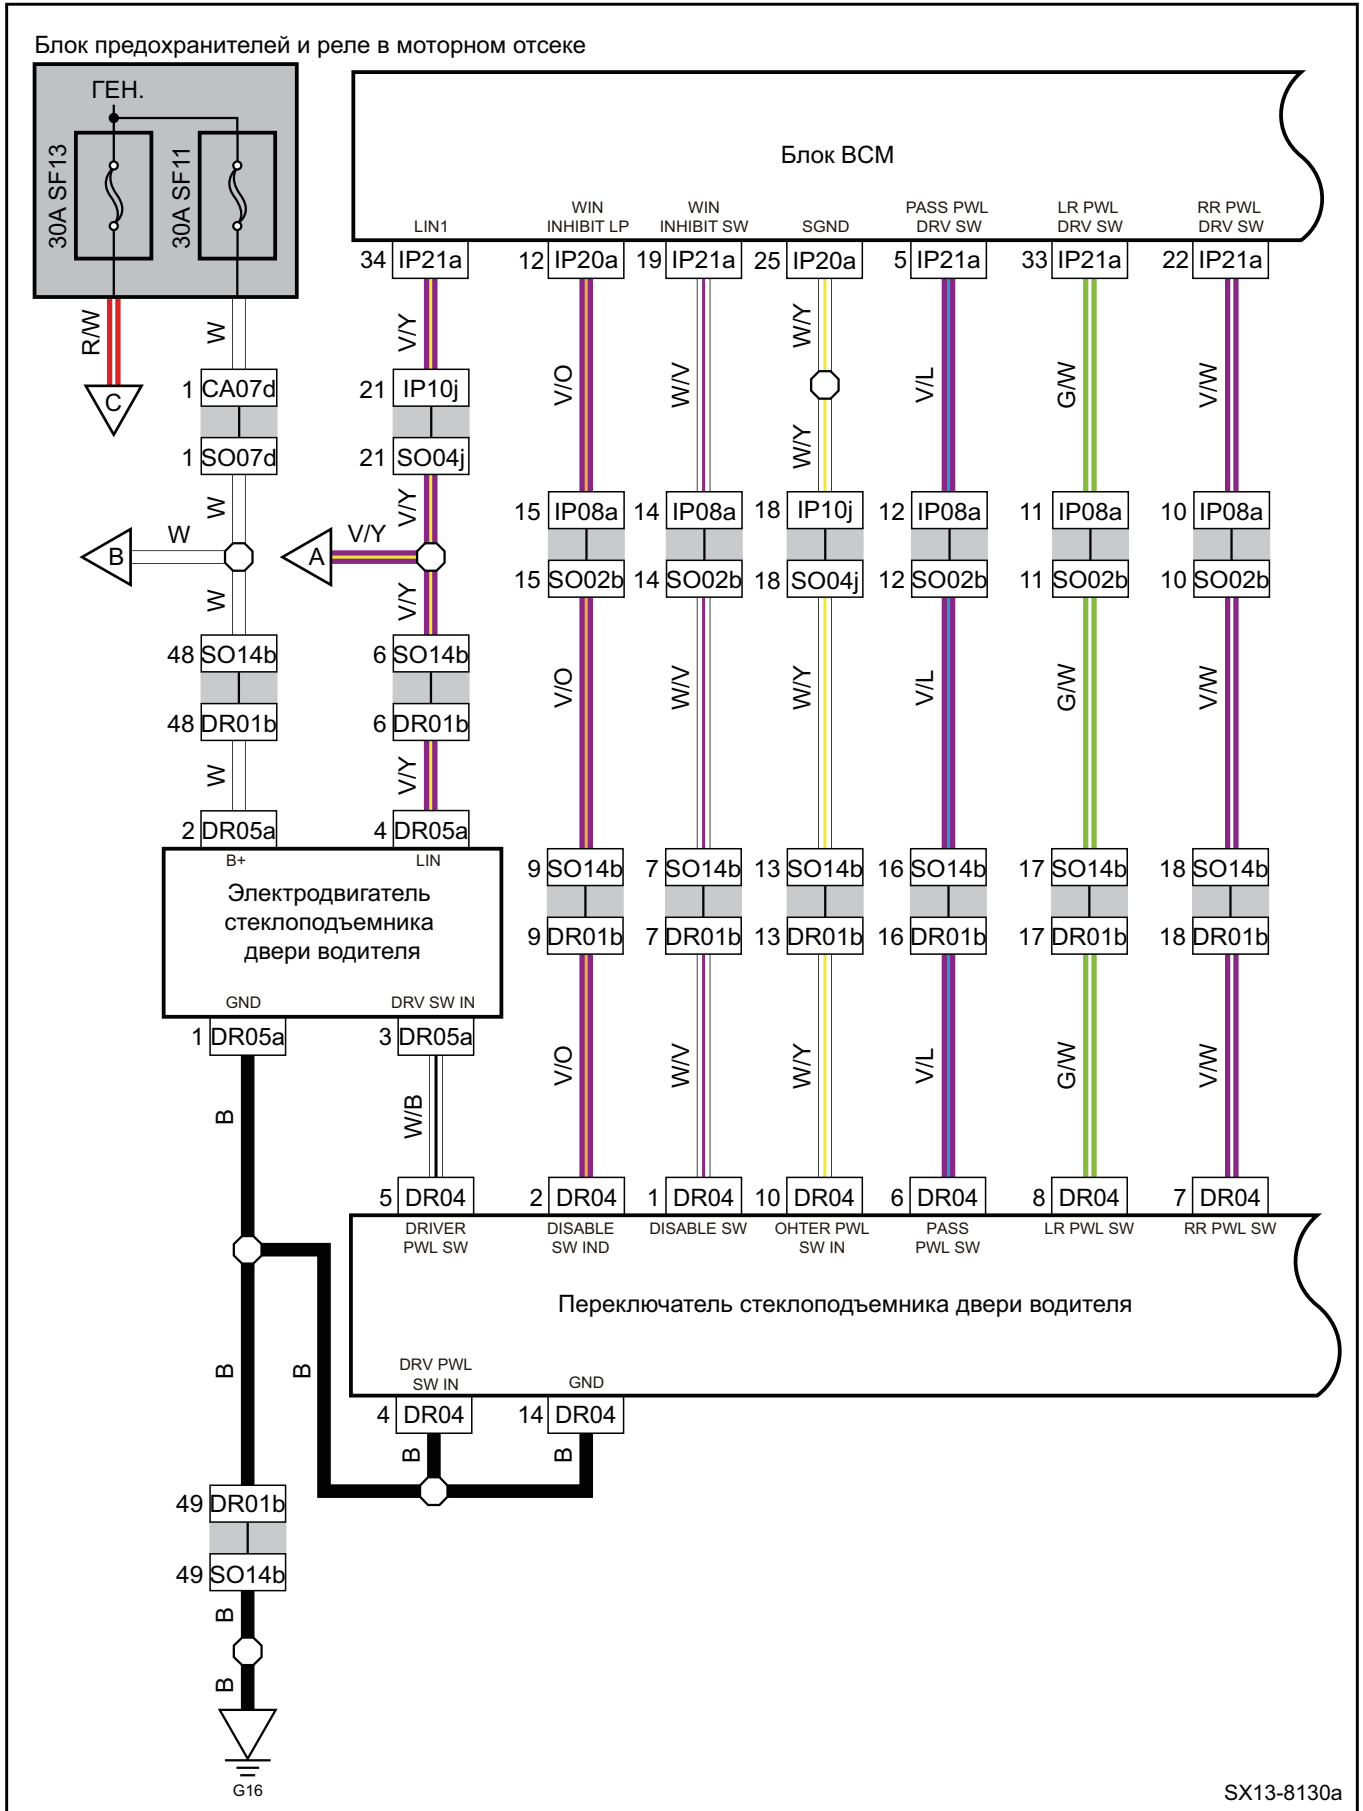 Блок предохранителей и реле в моторном отсеке
ГЕН.
30A SF13
30A SF11
Блок BCM
LIN1
WIN
INHIBIT LP
WIN
INHIBIT SW
SGND
PASS PWL
DRV SW
LR PWL
DRV SW
RR PWL
DRV SW
34 IP21a
12 IP20a
19 IP21a
25 IP20a
5 IP21a
33 IP21a
22 IP21a
R/W
W
V/Y
V/O
W/V
W/Y
V/L
G/W
V/W
C
1 CA07d
21 IP10j
1 SO07d
21 SO04j
W
V/Y
W/Y
15 IP08a
14 IP08a
18 IP10j
12 IP08a
11 IP08a
10 IP08a
B
W
A
V/Y
15 SO02b
14 SO02b
18 SO04j
12 SO02b
11 SO02b
10 SO02b
W
V/Y
48 SO14b
6 SO14b
V/O
W/V
W/Y
V/L
G/W
V/W
48 DR01b
6 DR01b
W
V/Y
2 DR05a
4 DR05a
B+
LIN
Электродвигатель
стеклоподъемника
двери водителя
GND
DRV SW IN
9 SO14b
7 SO14b
13 SO14b
16 SO14b
17 SO14b
18 SO14b
9 DR01b
7 DR01b
13 DR01b
16 DR01b
17 DR01b
18 DR01b
1 DR05a
3 DR05a
B
W/B
V/O
W/V
W/Y
V/L
G/W
V/W
5 DR04
2 DR04
1 DR04
10 DR04
6 DR04
8 DR04
7 DR04
DRIVER
PWL SW
DISABLE
SW IND
DISABLE SW
OHTER PWL
SW IN
PASS
PWL SW
LR PWL SW
RR PWL SW
Переключатель стеклоподъемника двери водителя
B
B
DRV PWL
SW IN
GND
4 DR04
14 DR04
B
B
49 DR01b
49 SO14b
B
B
G16
SX13-8130a